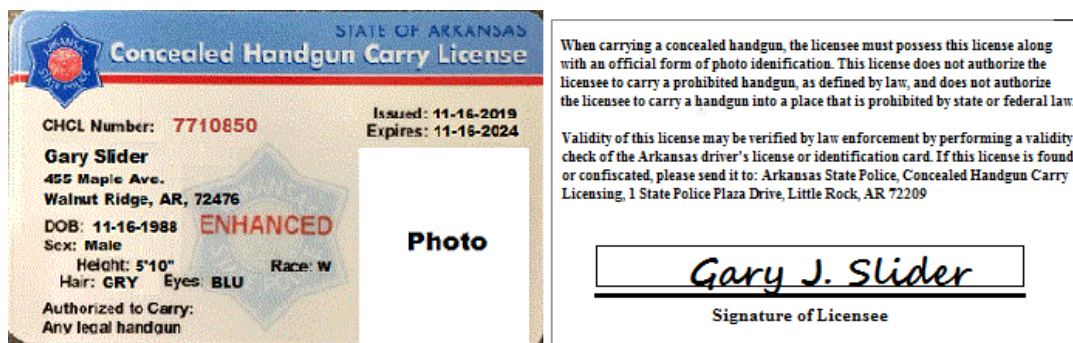 STATE OF ARKANSAS
Concealed Handgun Carry License
ARKANSAS
STATE POLICE
Issued: 11-16-2019
CHCL Number: 7710850
Expires: 11-16-2024
Gary Slider
455 Maple Ave.
Walnut Ridge, AR, 72476
DOB: 11-16-1988
ENHANCED
Sex: Male
Height: 5'10" Race: W
Hair: GRY Eyes: BLU
Photo
Authorized to Carry:
Any legal handgun
When carrying a concealed handgun, the licensee must possess this license along
with an official form of photo idenification. This license does not authorize the
licensee to carry a prohibited handgun, as defined by law, and does not authorize
the licensee to carry a handgun into a place that is prohibited by state or federal law.
Validity of this license may be verified by law enforcement by performing a validity
check of the Arkansas driver's license or identification card. If this license is found
or confiscated, please send it to: Arkansas State Police, Concealed Handgun Carry
Licensing, 1 State Police Plaza Drive, Little Rock, AR 72209
Gary J. Slider
Signature of Licensee